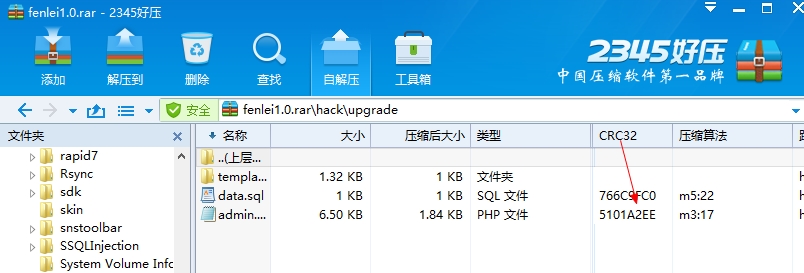 fenlei1.0.rar - 2345好压
添加
解压到
删除
查找
自解压
工具箱
2345好压
中国压缩软件第一品牌
安全
fenlei1.0.rar\hack\upgrade
文件夹
名称 大小 压缩后大小 类型 CRC32 压缩算法
..(上层...
templa... 1.32 KB 1 KB 文件夹
data.sql 1 KB 1 KB SQL 文件 m5:22
admin.... 6.50 KB 1.84 KB PHP 文件 5101A2EE m3:17
rapid7
Rsync
sdk
skin
snstoolbar
SSQLInjection
System Volume Info